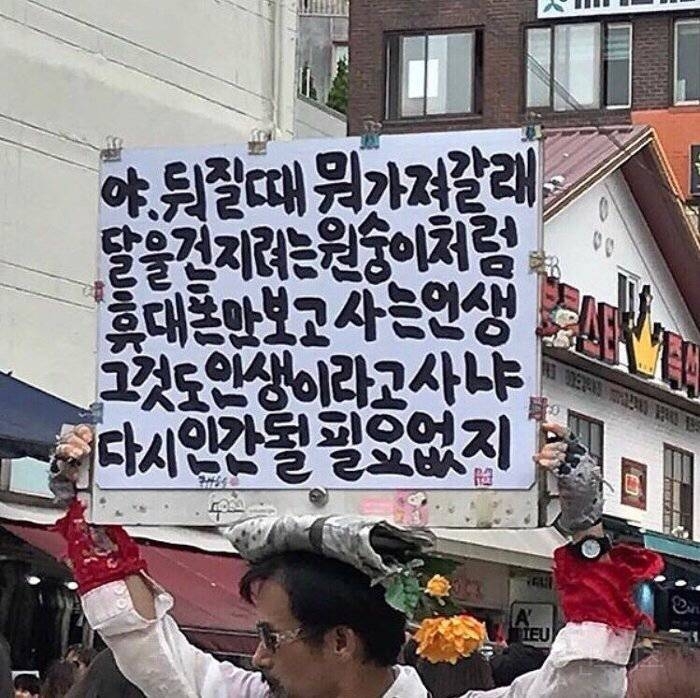 야. 뒤질때 뭐가져갈래
달을건지려는원숭이처럼
휴대폰만보고 사는인생
그것도인생이라고사냐
다시인간될필요없지